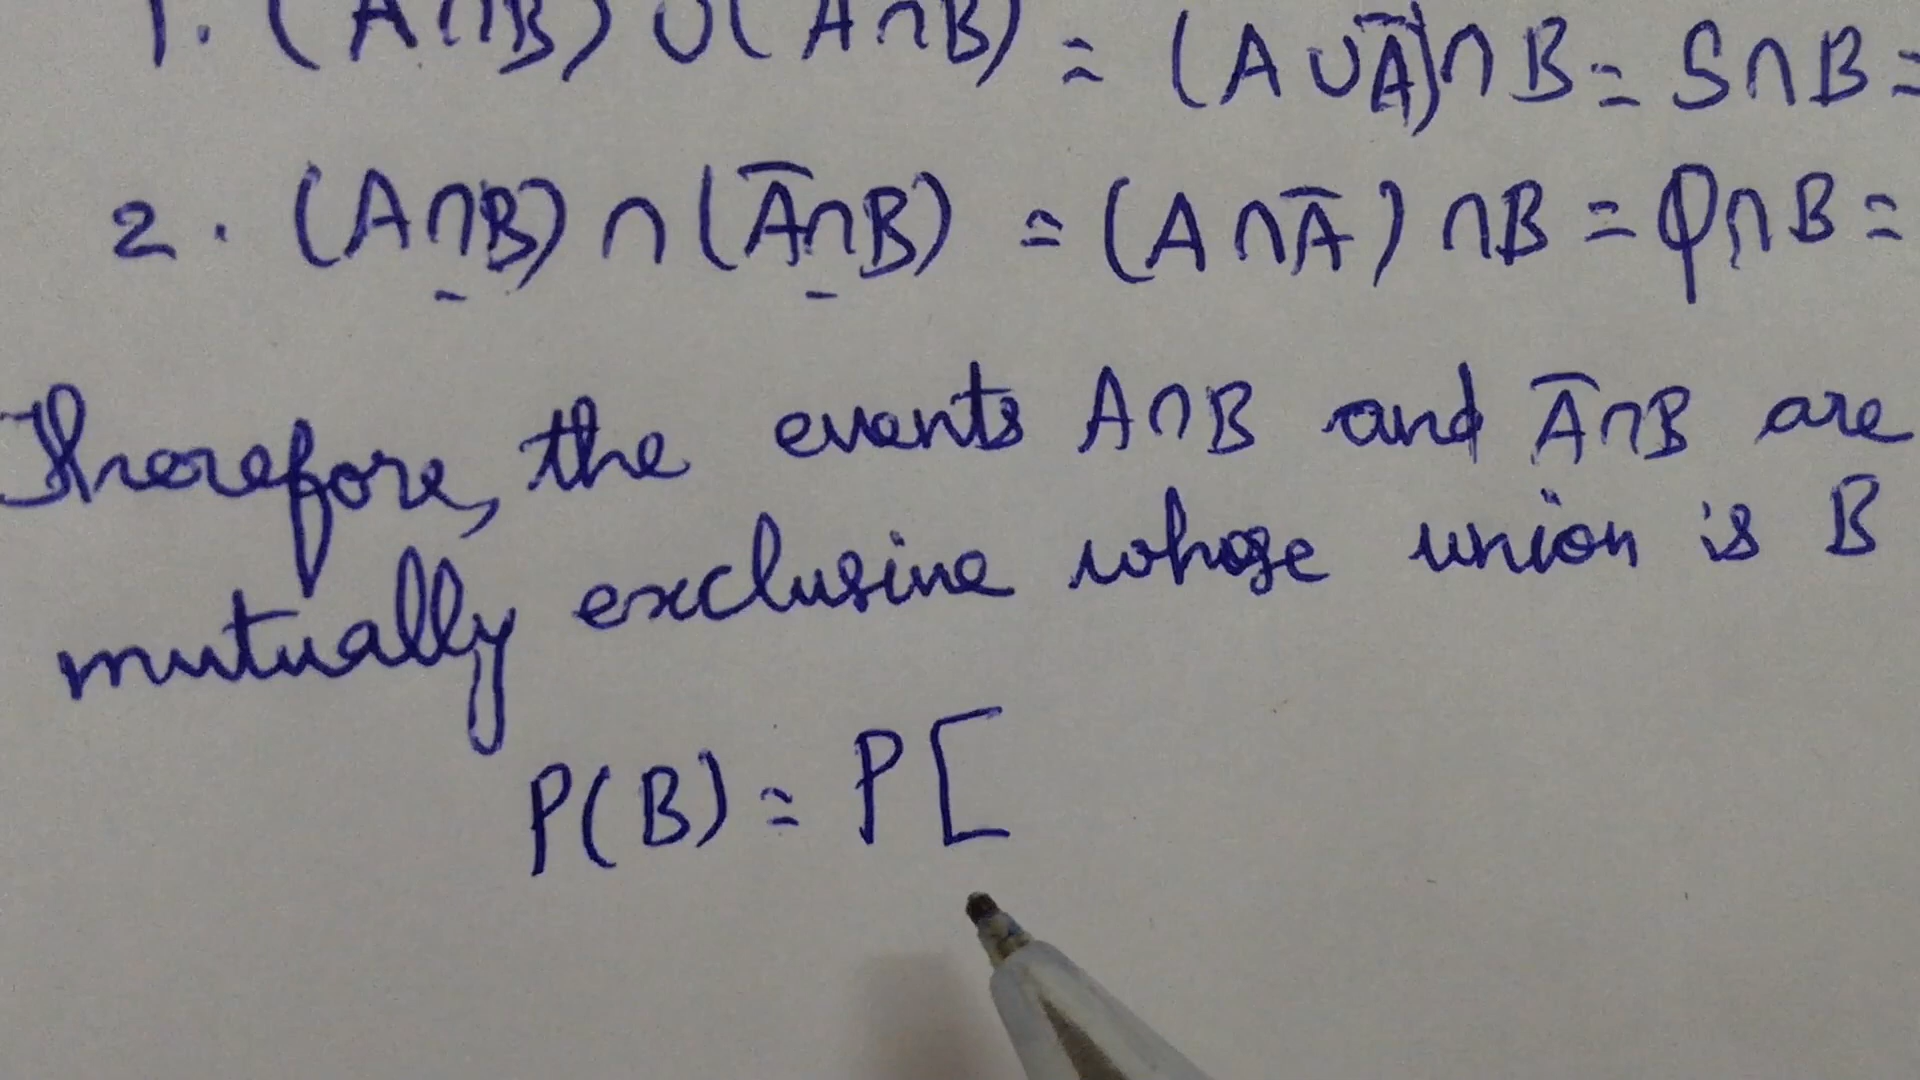 1. (A∩B) ∪ (A∩B) = (A∪A̅)∩B = S∩B =
2. (A∩B) ∩ (A̅∩B) = (A∩A̅) ∩B = φ∩B =
Therefore, the events A∩B and A̅∩B are
mutually exclusive whose union is B
P(B) = P[